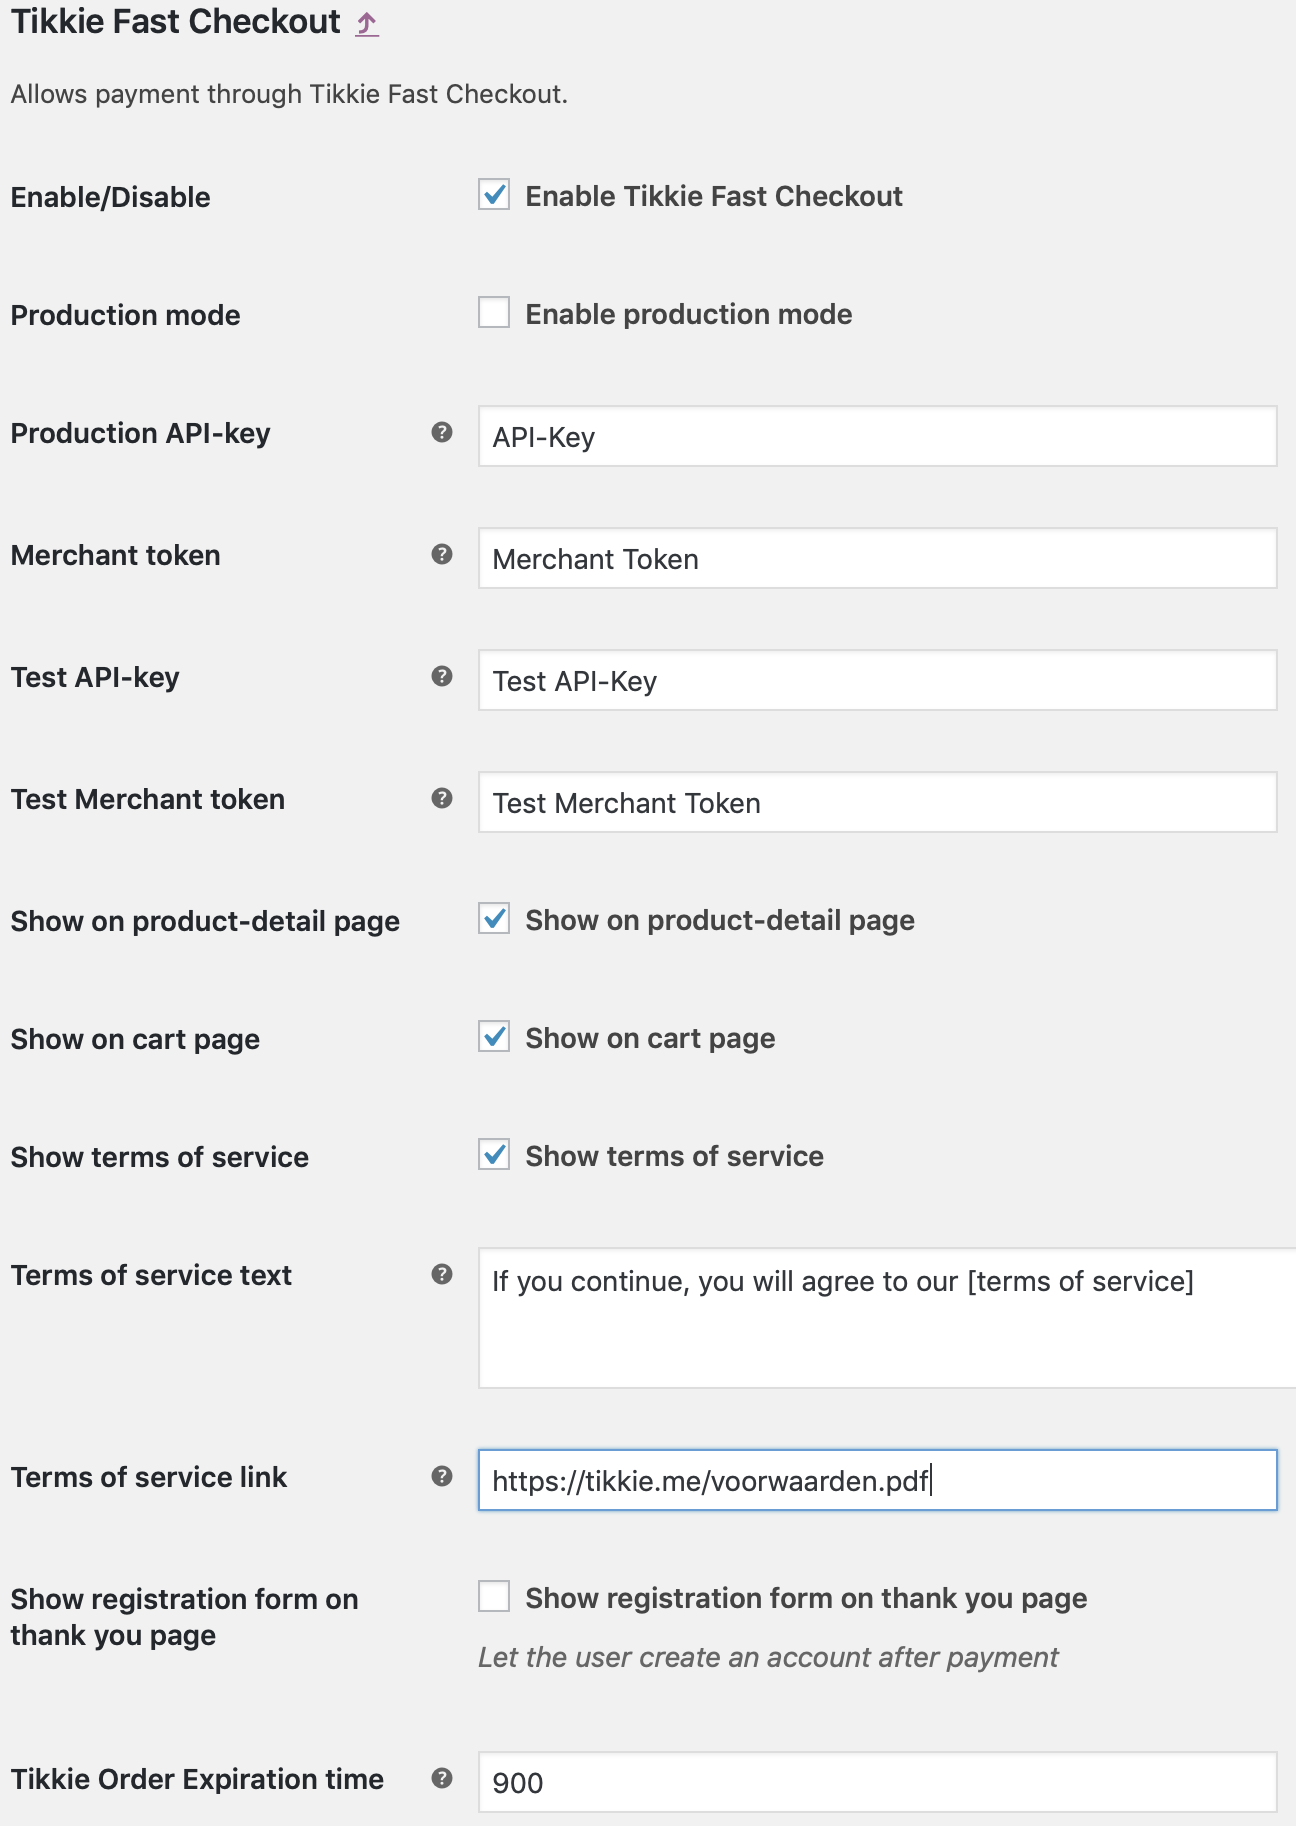 Tikkie Fast Checkout
Allows payment through Tikkie Fast Checkout.
Enable/Disable
Enable Tikkie Fast Checkout
Production mode
Enable production mode
Production API-key
API-Key
Merchant token
Merchant Token
Test API-key
Test API-Key
Test Merchant token
Test Merchant Token
Show on product-detail page
Show on product-detail page
Show on cart page
Show on cart page
Show terms of service
Show terms of service
Terms of service text
If you continue, you will agree to our [terms of service]
Terms of service link
https://tikkie.me/voorwaarden.pdf
Show registration form on
thank you page
Show registration form on thank you page
Let the user create an account after payment
Tikkie Order Expiration time
900